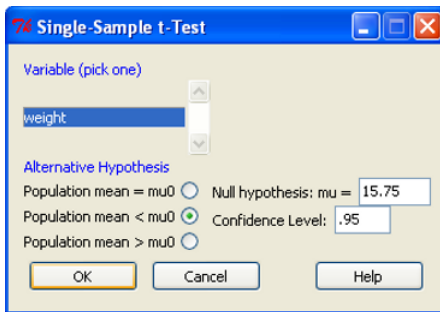 Single-Sample t-Test
Variable (pick one)
weight
Alternative Hypothesis
Population mean = mu0 Null hypothesis: mu = 15.75
Population mean < mu0 Confidence Level: .95
Population mean > mu0
OK Cancel Help